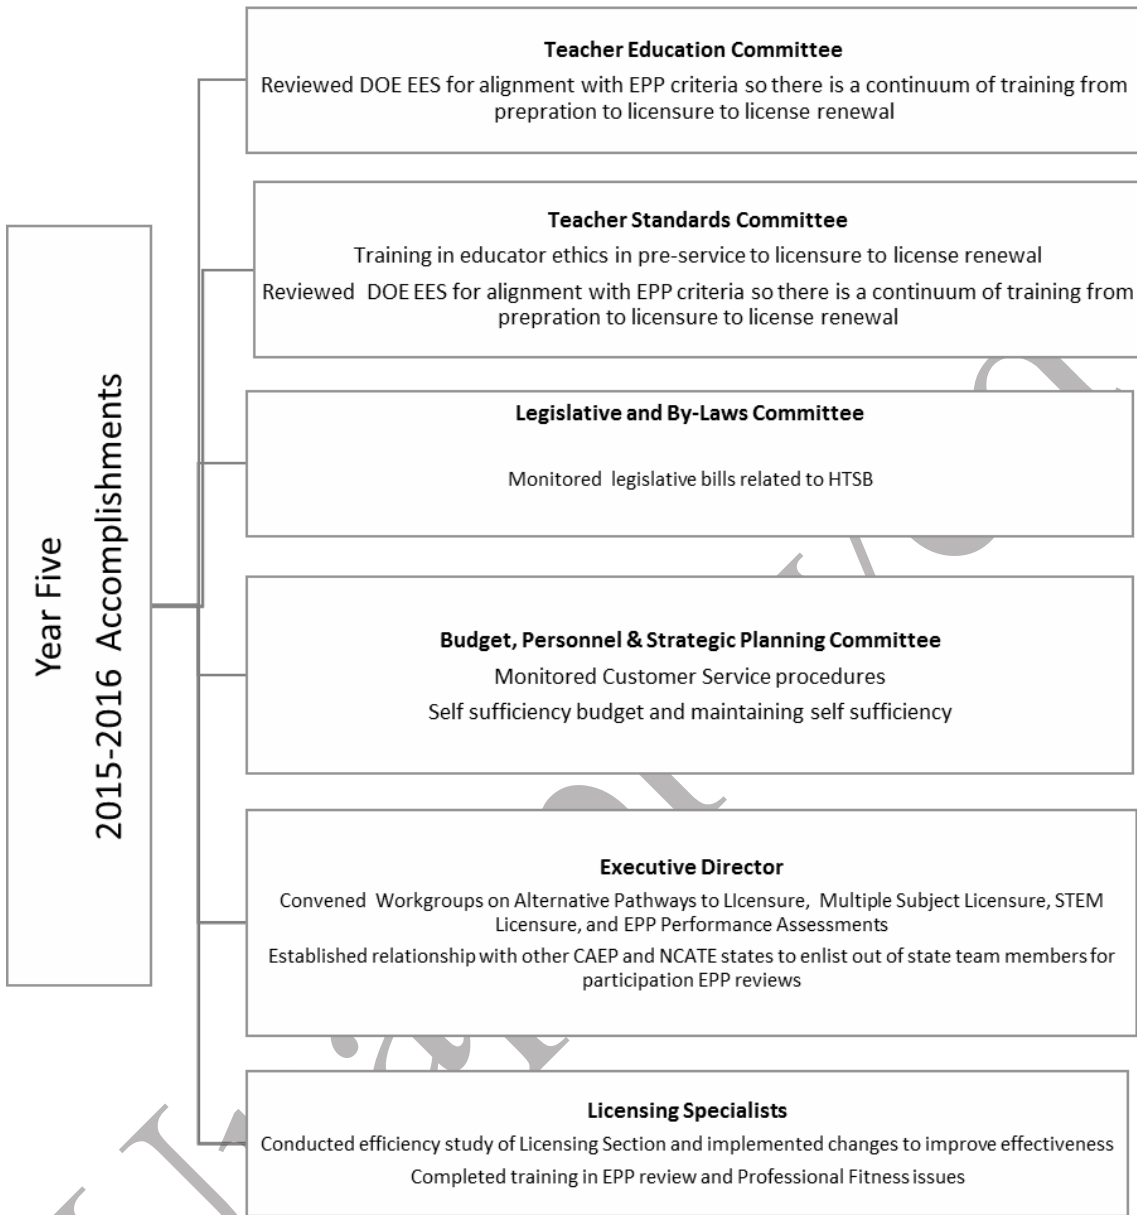 Year Five
2015-2016 Accomplishments
Teacher Education Committee
Reviewed DOE EES for alignment with EPP criteria so there is a continuum of training from
prepration to licensure to license renewal
Teacher Standards Committee
Training in educator ethics in pre-service to licensure to license renewal
Reviewed DOE EES for alignment with EPP criteria so there is a continuum of training from
prepration to licensure to license renewal
Legislative and By-Laws Committee
Monitored legislative bills related to HTSB
Budget, Personnel & Strategic Planning Committee
Monitored Customer Service procedures
Self sufficiency budget and maintaining self sufficiency
Executive Director
Convened Workgroups on Alternative Pathways to LIcensure, Multiple Subject Licensure, STEM
Licensure, and EPP Performance Assessments
Established relationship with other CAEP and NCATE states to enlist out of state team members for
participation EPP reviews
Licensing Specialists
Conducted efficiency study of Licensing Section and implemented changes to improve effectiveness
Completed training in EPP review and Professional Fitness issues